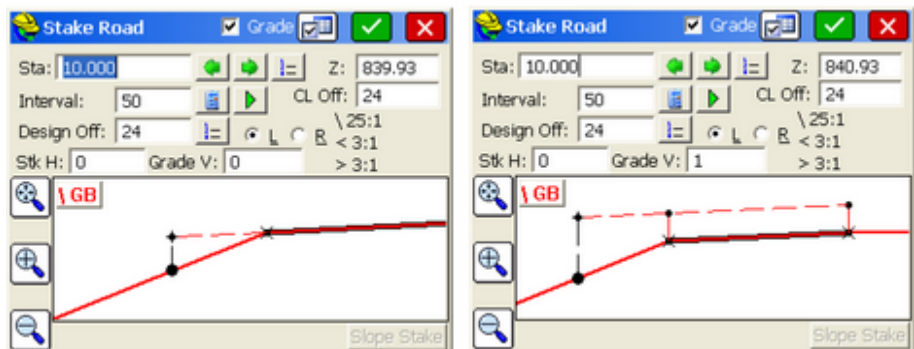 Stake Road Grade
Sta: 10.000 Z: 839.93
Interval: 50 CL Off: 24
Design Off: 24 L R \ 25:1
< 3:1
Stk H: 0 Grade V: 0 > 3:1
\ GB
Slope Stake
Stake Road Grade
Sta: 10.000 Z: 840.93
Interval: 50 CL Off: 24
Design Off: 24 L R \ 25:1
< 3:1
Stk H: 0 Grade V: 1 > 3:1
\ GB
Slope Stake